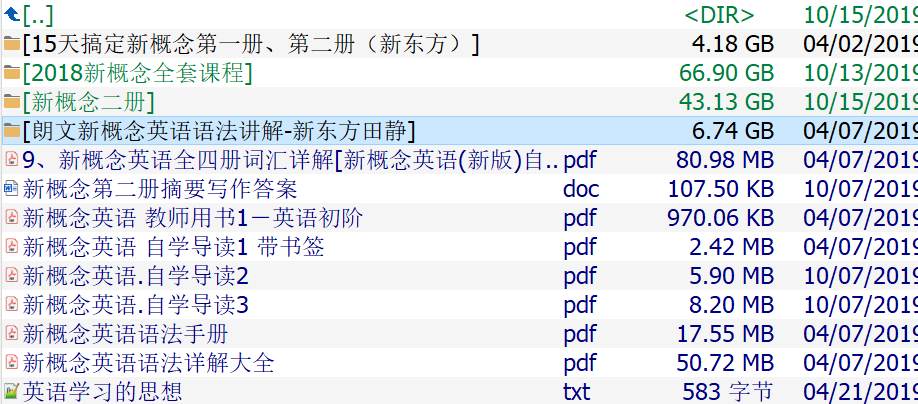 [..] <DIR> 10/15/2019
[15天搞定新概念第一册、第二册（新东方）] 4.18 GB 04/02/2019
[2018新概念全套课程] 66.90 GB 10/13/2019
[新概念二册] 43.13 GB 10/15/2019
[朗文新概念英语语法讲解-新东方田静] 6.74 GB 04/07/2019
9、新概念英语全四册词汇详解[新概念英语(新版)自.. pdf 80.98 MB 04/07/2019
新概念第二册摘要写作答案 doc 107.50 KB 10/07/2019
新概念英语 教师用书1－英语初阶 pdf 970.06 KB 04/07/2019
新概念英语 自学导读1 带书签 pdf 2.42 MB 04/07/2019
新概念英语.自学导读2 pdf 5.90 MB 10/07/2019
新概念英语.自学导读3 pdf 8.20 MB 10/07/2019
新概念英语语法手册 pdf 17.55 MB 04/07/2019
新概念英语语法详解大全 pdf 50.72 MB 04/07/2019
英语学习的思想 txt 583 字节 04/21/2019